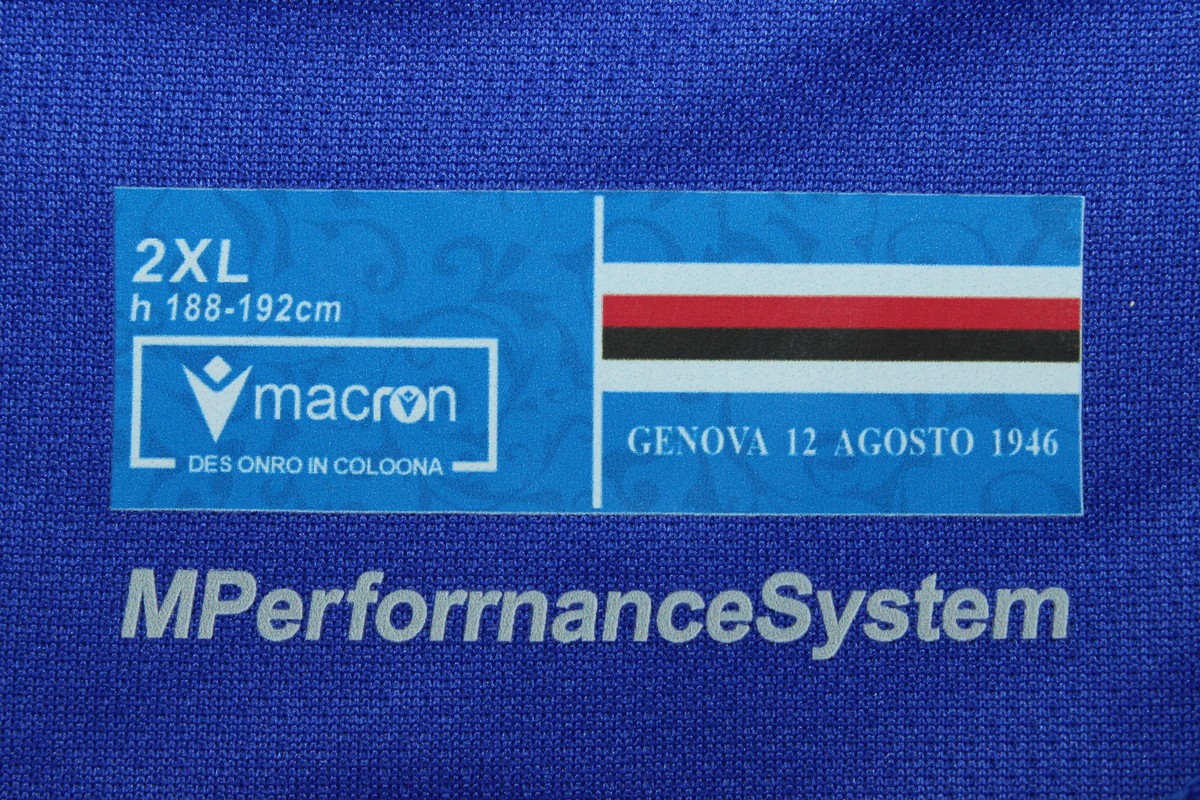 2XL
h 188-192cm
macron
DES ONRO IN COLOONA
GENOVA 12 AGOSTO 1946
MPerforrnanceSystem